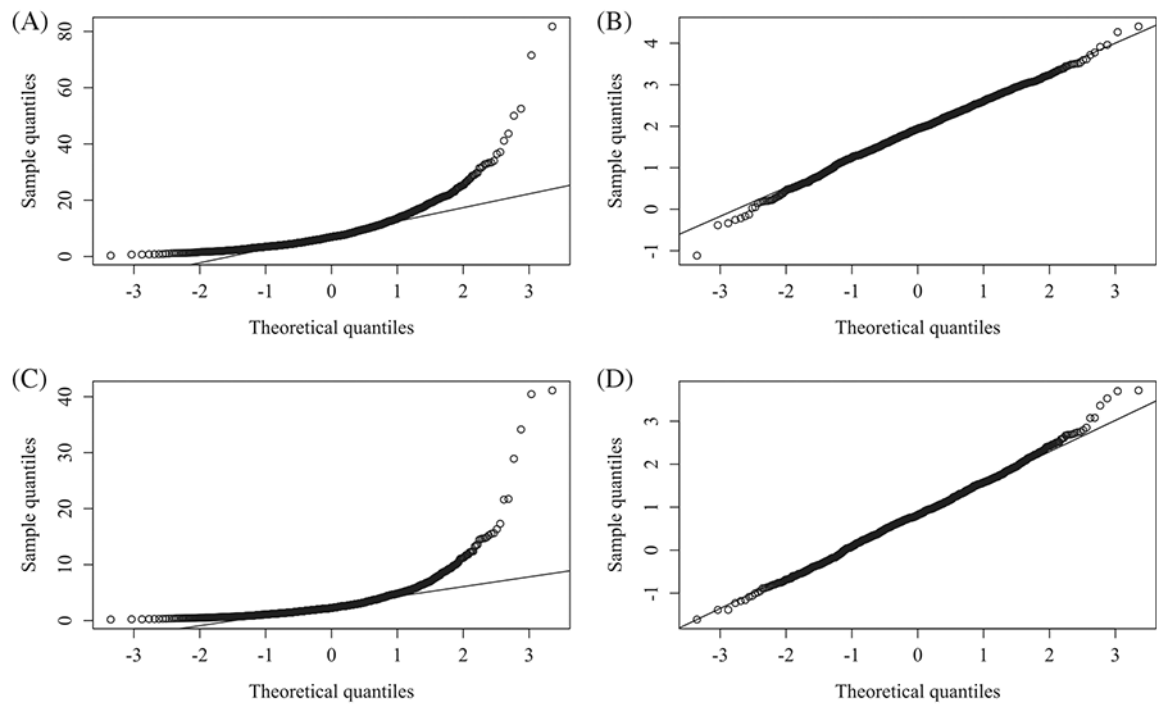 (A)
80
60
40
20
0
Sample quantiles
-3 -2 -1 0 1 2 3
Theoretical quantiles
(B)
4
3
2
1
0
-1
Sample quantiles
-3 -2 -1 0 1 2 3
Theoretical quantiles
(C)
40
30
20
10
0
Sample quantiles
-3 -2 -1 0 1 2 3
Theoretical quantiles
(D)
3
2
1
0
-1
Sample quantiles
-3 -2 -1 0 1 2 3
Theoretical quantiles